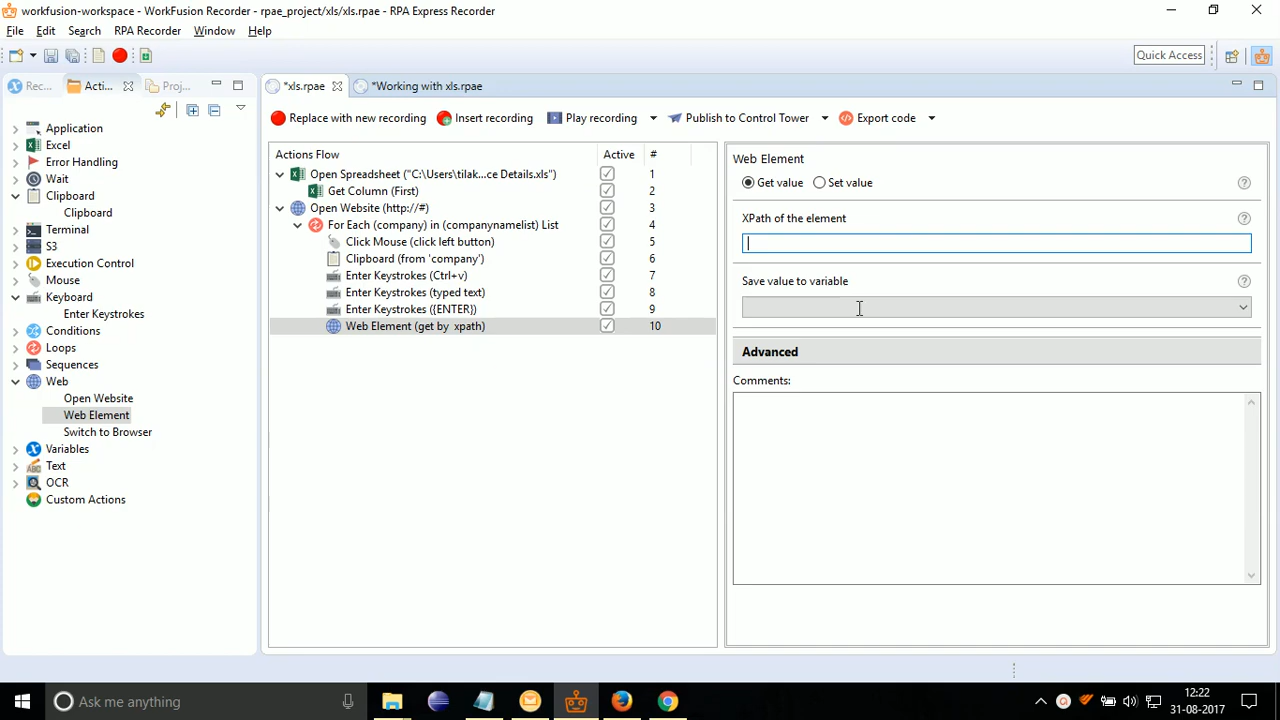 workfusion-workspace - WorkFusion Recorder - rpae_project/xls/xls.rpae - RPA Express Recorder
File Edit Search RPA Recorder Window Help
Quick Access
Rec... Acti... Proj...
*xls.rpae *Working with xls.rpae
Replace with new recording Insert recording Play recording Publish to Control Tower Export code
Application
Excel
Error Handling
Wait
Clipboard
Clipboard
Terminal
S3
Execution Control
Mouse
Keyboard
Enter Keystrokes
Conditions
Loops
Sequences
Web
Open Website
Web Element
Switch to Browser
Variables
Text
OCR
Custom Actions
Actions Flow Active #
Open Spreadsheet ("C:\Users\tilak...ce Details.xls") 1
Get Column (First) 2
Open Website (http://#) 3
For Each (company) in (companynamelist) List 4
Click Mouse (click left button) 5
Clipboard (from 'company') 6
Enter Keystrokes (Ctrl+v) 7
Enter Keystrokes (typed text) 8
Enter Keystrokes ({ENTER}) 9
Web Element (get by xpath) 10
Web Element
Get value Set value
XPath of the element
Save value to variable
Advanced
Comments:
Ask me anything
12:22
31-08-2017